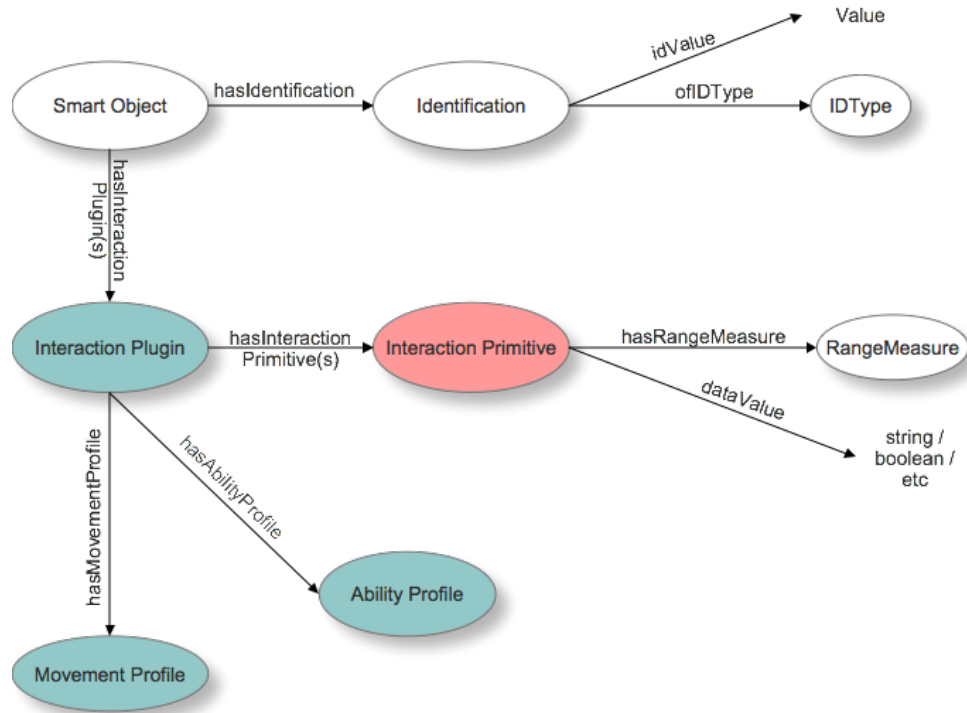 Value
idValue
hasIdentification
Smart Object
Identification
ofIDType
IDType
hasInteraction
Plugin(s)
Interaction Plugin
hasInteraction
Primitive(s)
Interaction Primitive
hasRangeMeasure
RangeMeasure
dataValue
string /
boolean /
etc
hasMovementProfile
hasAbilityProfile
Ability Profile
Movement Profile